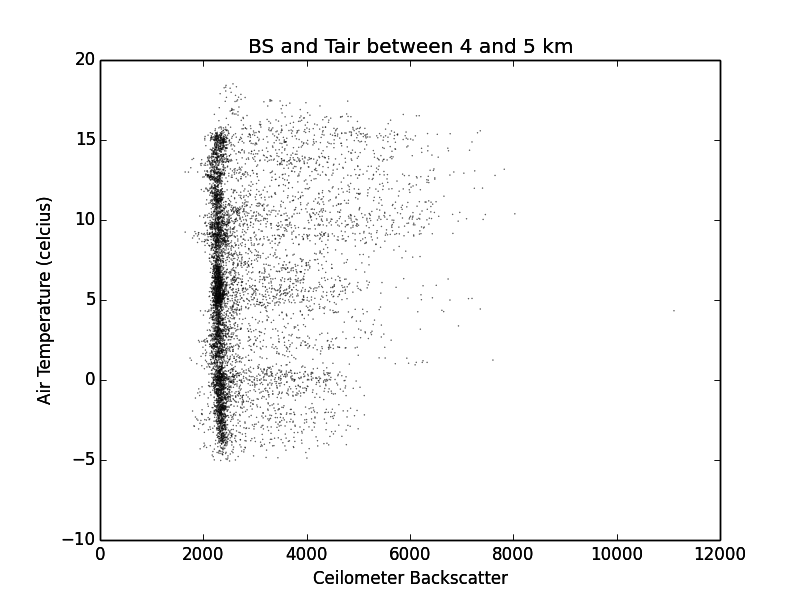 BS and Tair between 4 and 5 km
20
15
10
5
0
−5
−10
Air Temperature (celcius)
0 2000 4000 6000 8000 10000 12000
Ceilometer Backscatter